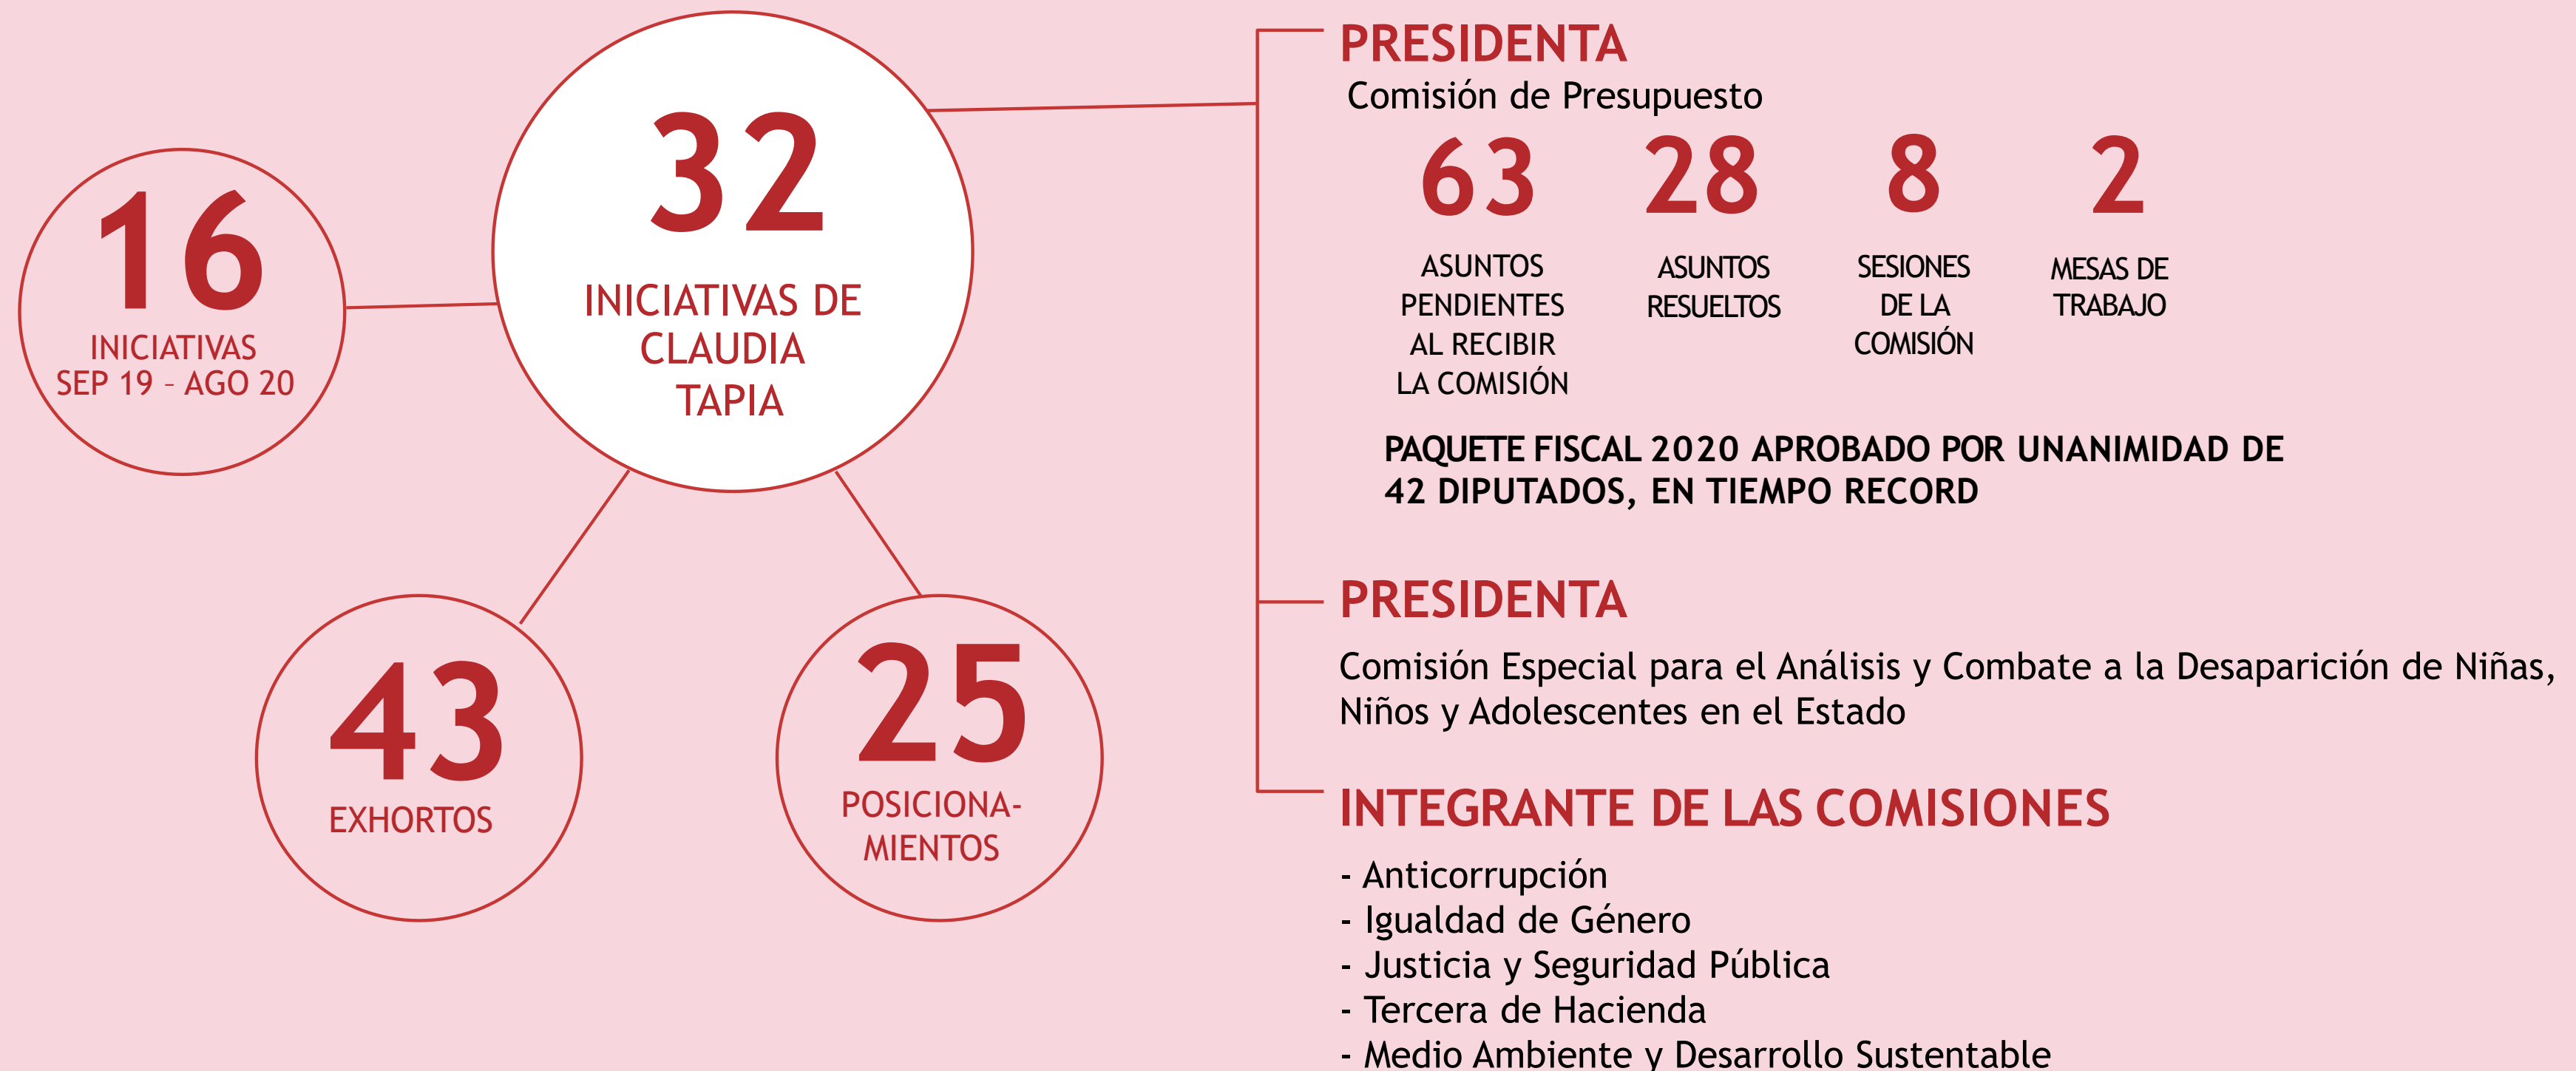 16
INICIATIVAS
SEP 19 – AGO 20
32
INICIATIVAS DE
CLAUDIA
TAPIA
43
EXHORTOS
25
POSICIONA-
MIENTOS
PRESIDENTA
Comisión de Presupuesto
63
ASUNTOS
PENDIENTES
AL RECIBIR
LA COMISIÓN
28
ASUNTOS
RESUELTOS
8
SESIONES
DE LA
COMISIÓN
2
MESAS DE
TRABAJO
PAQUETE FISCAL 2020 APROBADO POR UNANIMIDAD DE
42 DIPUTADOS, EN TIEMPO RECORD
PRESIDENTA
Comisión Especial para el Análisis y Combate a la Desaparición de Niñas,
Niños y Adolescentes en el Estado
INTEGRANTE DE LAS COMISIONES
- Anticorrupción
- Igualdad de Género
- Justicia y Seguridad Pública
- Tercera de Hacienda
- Medio Ambiente y Desarrollo Sustentable